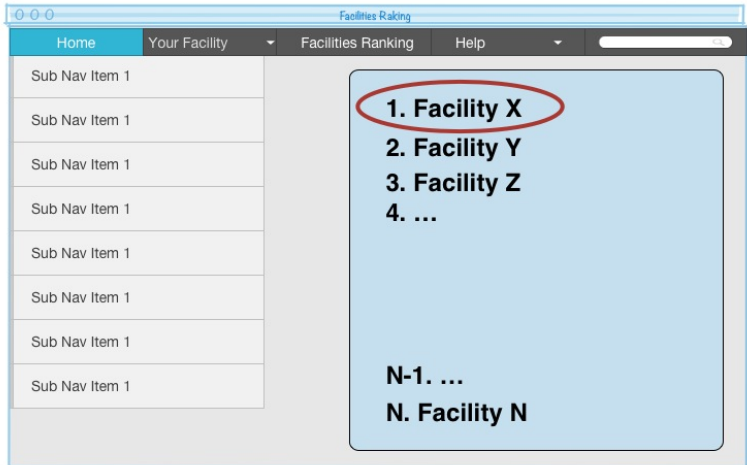 Facilities Raking
Home Your Facility Facilities Ranking Help
Sub Nav Item 1
Sub Nav Item 1
Sub Nav Item 1
Sub Nav Item 1
Sub Nav Item 1
Sub Nav Item 1
Sub Nav Item 1
Sub Nav Item 1
1. Facility X
2. Facility Y
3. Facility Z
4. ...
N-1. ...
N. Facility N